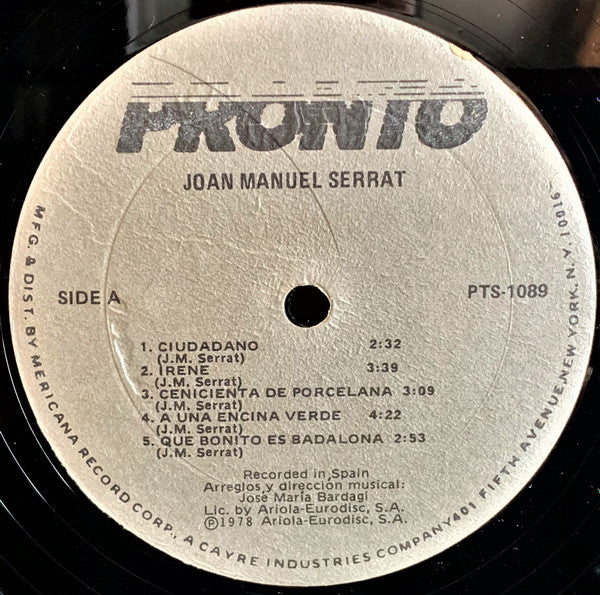 PRONTO
JOAN MANUEL SERRAT
SIDE A
PTS-1089
1. CIUDADANO 2:32
(J.M. Serrat)
2. IRENE 3:39
(J.M. Serrat)
3. CENICIENTA DE PORCELANA 3:09
(J.M. Serrat)
4. A UNA ENCINA VERDE 4:22
(J.M. Serrat)
5. QUE BONITO ES BADALONA 2:53
(J.M. Serrat)
Recorded in Spain
Arreglos y dirección musical:
José María Bardagi
Lic. by Ariola-Eurodisc, S.A.
℗1978 Ariola-Eurodisc, S.A.
MFG. & DIST. BY MERICANA RECORD CORP., A CAYRE INDUSTRIES COMPANY 401 FIFTH AVENUE, NEW YORK, N.Y. 10016